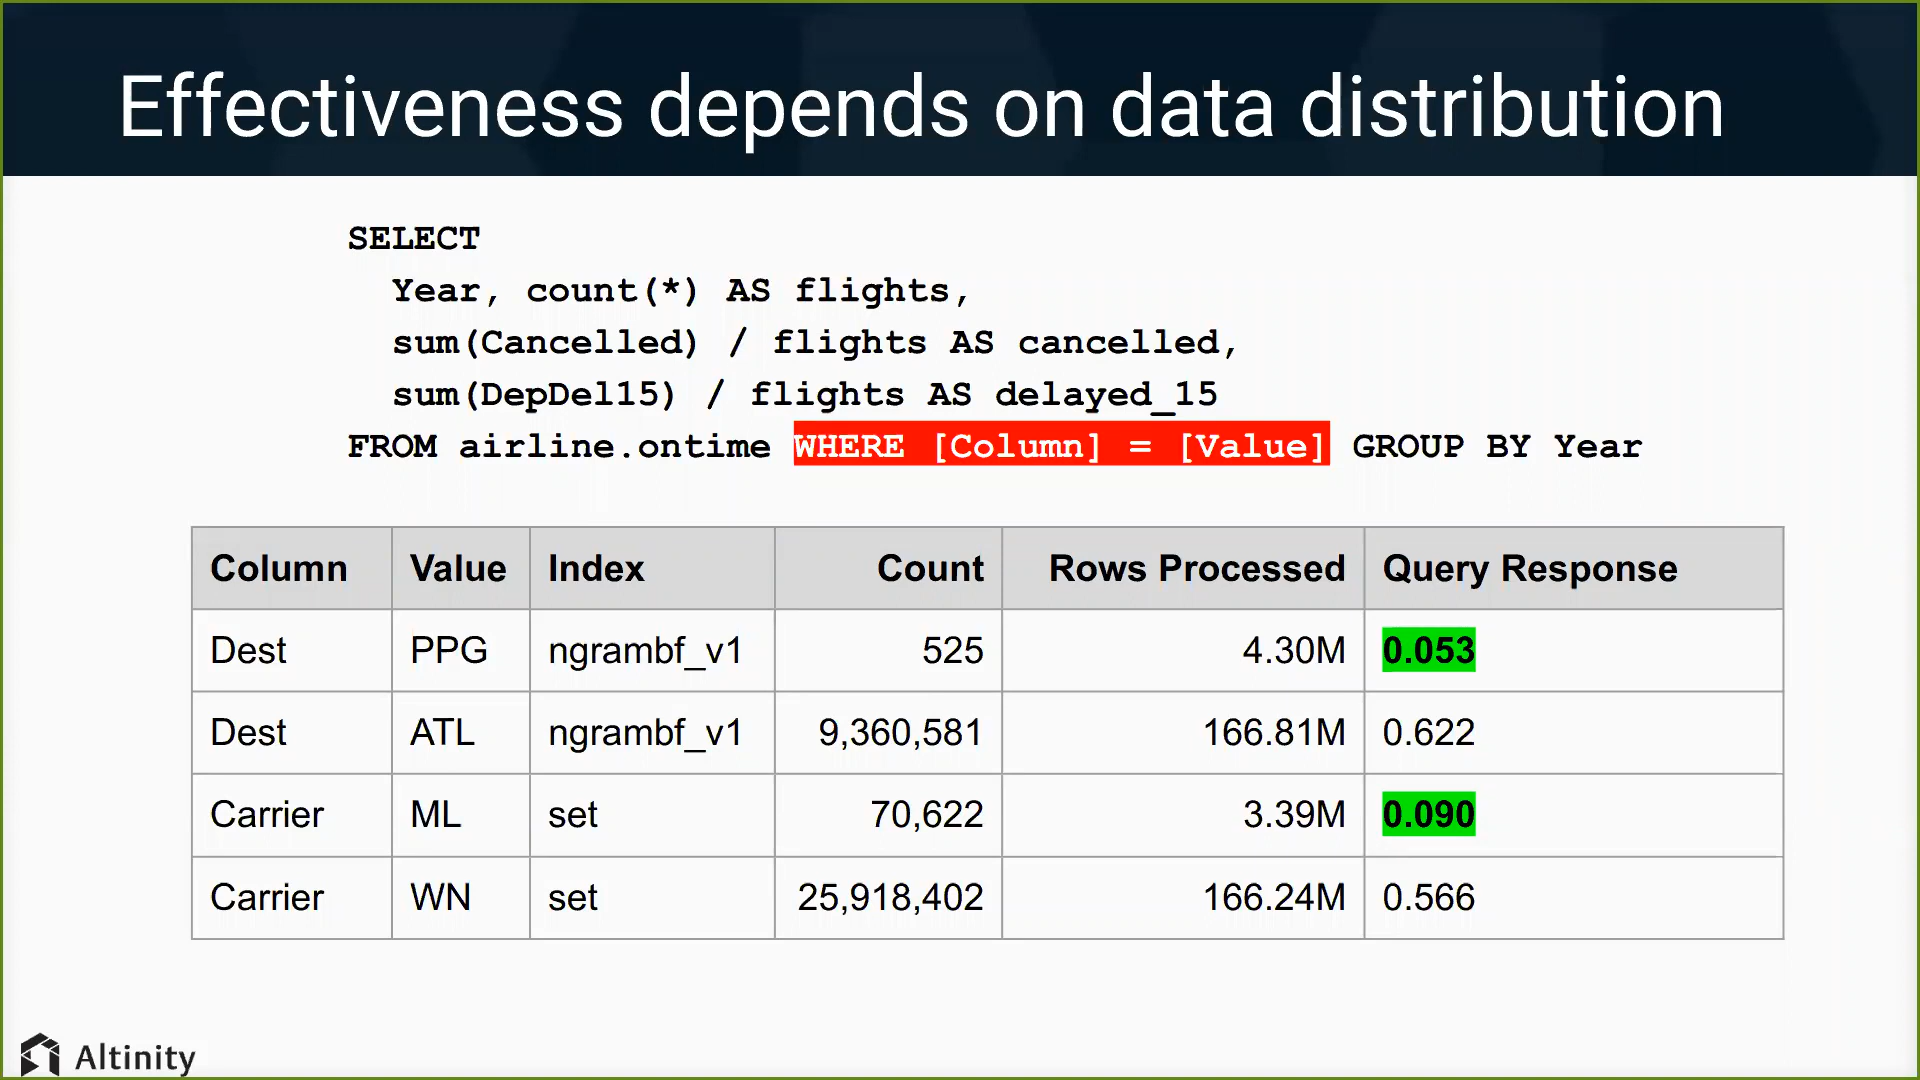 Effectiveness depends on data distribution
SELECT
Year, count(*) AS flights,
sum(Cancelled) / flights AS cancelled,
sum(DepDel15) / flights AS delayed_15
FROM airline.ontime WHERE [Column] = [Value] GROUP BY Year
Column Value Index Count Rows Processed Query Response
Dest PPG ngrambf_v1 525 4.30M 0.053
Dest ATL ngrambf_v1 9,360,581 166.81M 0.622
Carrier ML set 70,622 3.39M 0.090
Carrier WN set 25,918,402 166.24M 0.566
Altinity